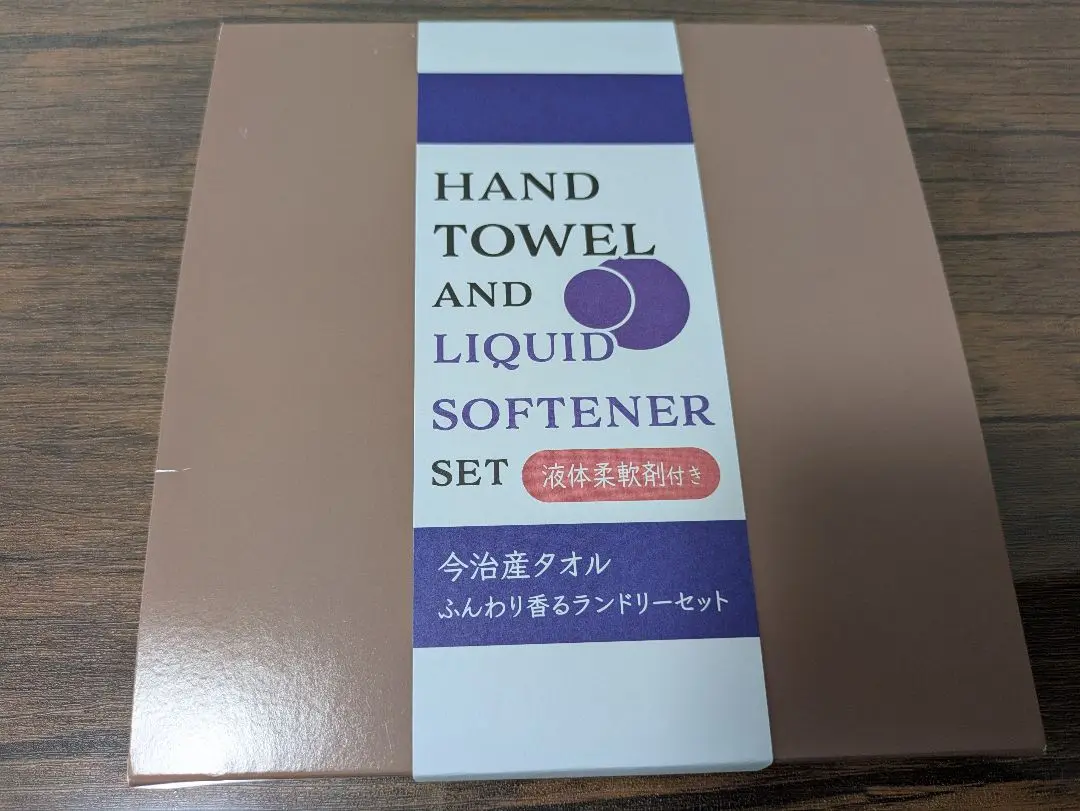 HAND
TOWEL
AND
LIQUID
SOFTENER
SET 液体柔軟剤付き
今治産タオル
ふんわり香るランドリーセット